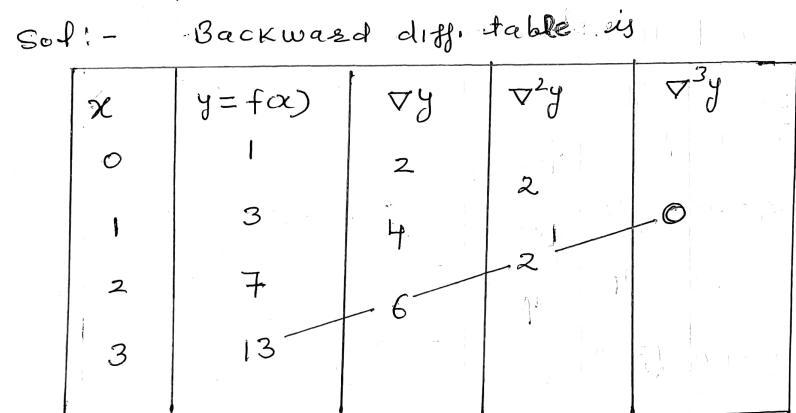 Sol:- Backward diff. table is
x y = f(x) ∇y ∇²y ∇³y
0 1 2
2
1 3 4 0
2 7 6 2
3 13